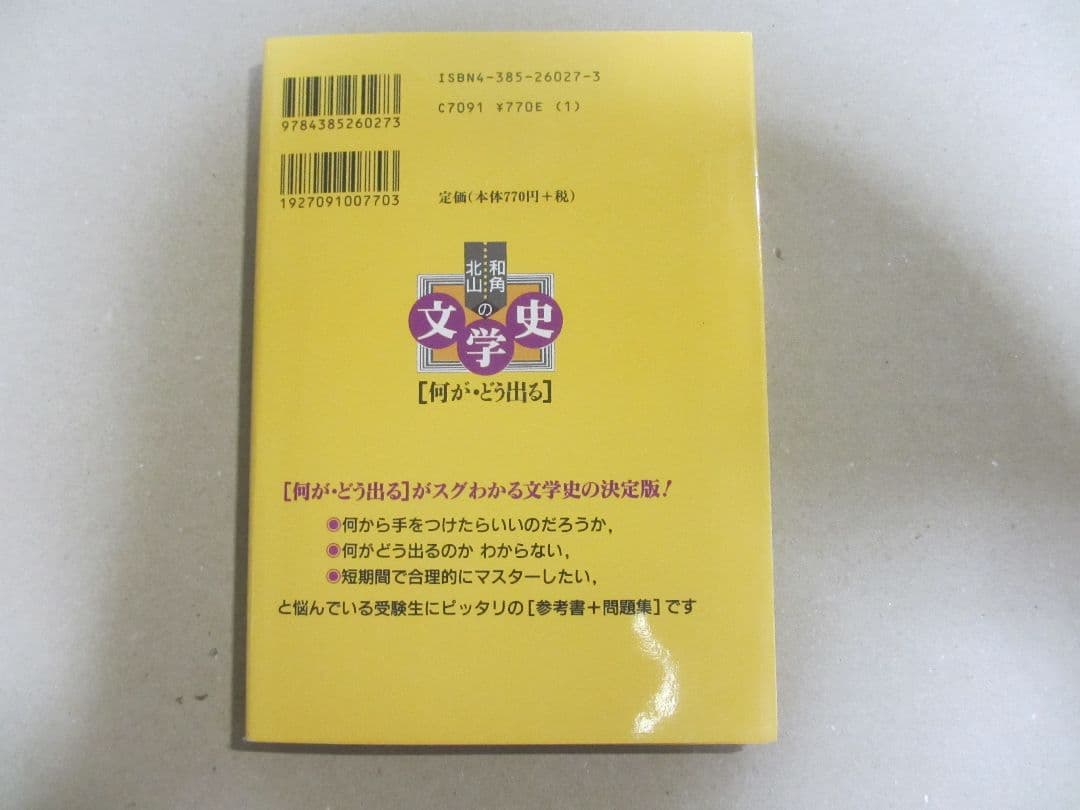 ISBN4-385-26027-3
C7091 ¥770E (1)
9784385260273
1927091007703
定価(本体770円+税)
和角
北山
の
文学史
[何が・どう出る]
[何が・どう出る]がスグわかる文学史の決定版!
◉何から手をつけたらいいのだろうか,
◉何がどう出るのか わからない,
◉短期間で合理的にマスターしたい,
と悩んでいる受験生にピッタリの[参考書+問題集]です